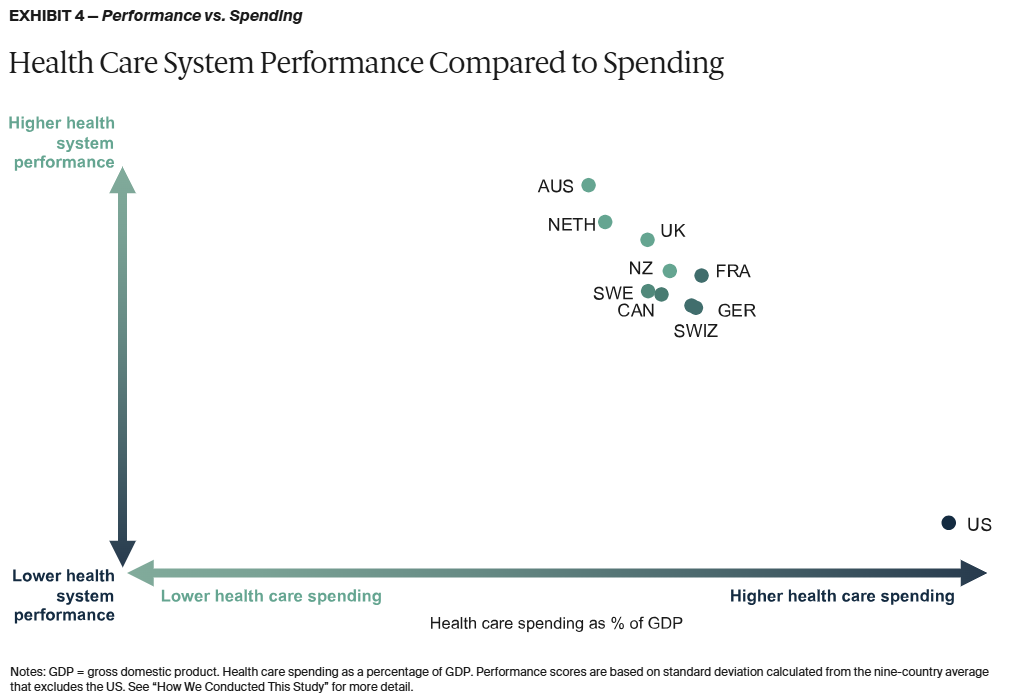 EXHIBIT 4 — Performance vs. Spending
Health Care System Performance Compared to Spending
Higher health
system
performance
AUS
NETH
UK
NZ
FRA
SWE
CAN
GER
SWIZ
US
Lower health
system
performance
Lower health care spending
Higher health care spending
Health care spending as % of GDP
Notes: GDP = gross domestic product. Health care spending as a percentage of GDP. Performance scores are based on standard deviation calculated from the nine-country average
that excludes the US. See “How We Conducted This Study” for more detail.